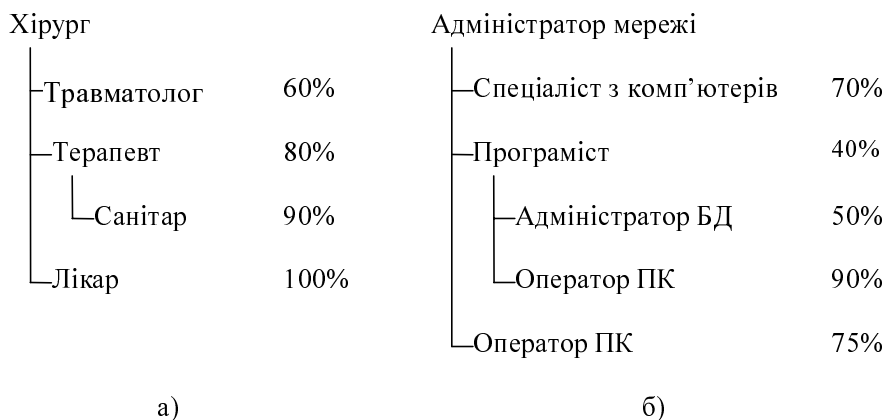 Хірург
Травматолог 60%
Терапевт 80%
Санітар 90%
Лікар 100%
а)
Адміністратор мережі
Спеціаліст з комп’ютерів 70%
Програміст 40%
Адміністратор БД 50%
Оператор ПК 90%
Оператор ПК 75%
б)